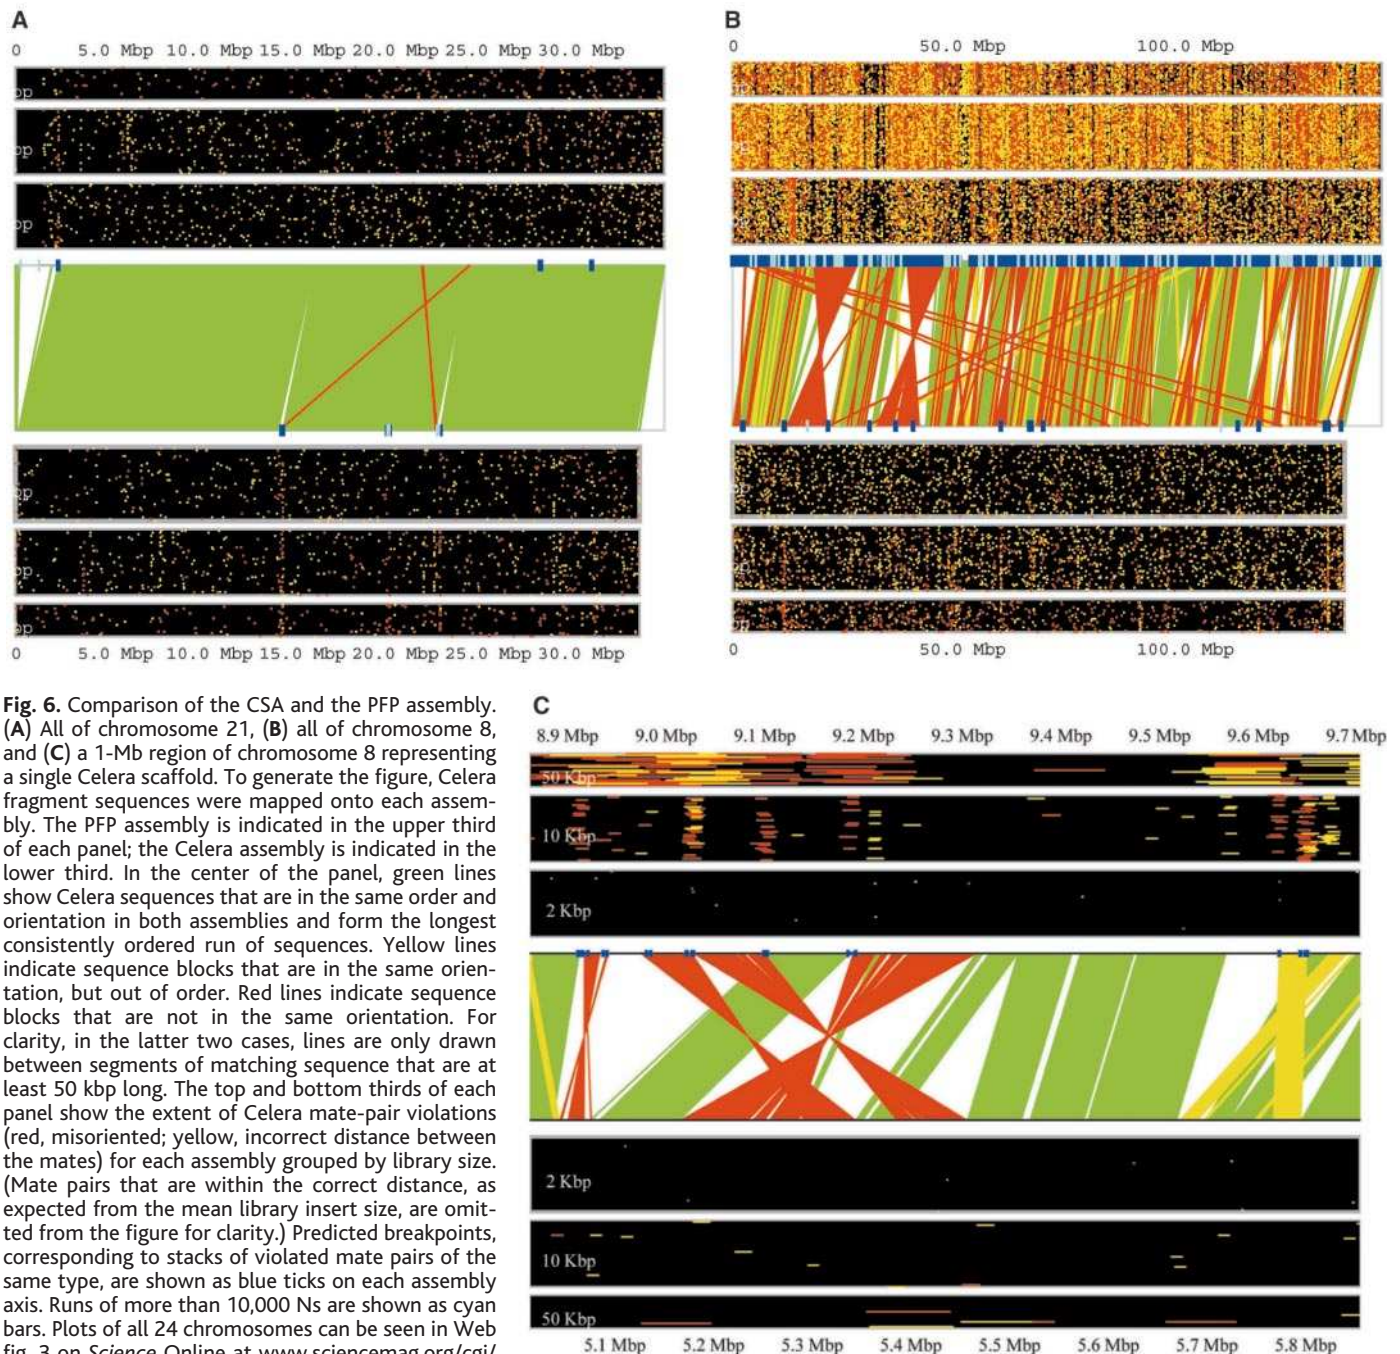 A
0 5.0 Mbp 10.0 Mbp 15.0 Mbp 20.0 Mbp 25.0 Mbp 30.0 Mbp
bp
bp
bp
bp
bp
bp
0 5.0 Mbp 10.0 Mbp 15.0 Mbp 20.0 Mbp 25.0 Mbp 30.0 Mbp
B
0 50.0 Mbp 100.0 Mbp
0 50.0 Mbp 100.0 Mbp
Fig. 6. Comparison of the CSA and the PFP assembly.
(A) All of chromosome 21, (B) all of chromosome 8,
and (C) a 1-Mb region of chromosome 8 representing
a single Celera scaffold. To generate the figure, Celera
fragment sequences were mapped onto each assem-
bly. The PFP assembly is indicated in the upper third
of each panel; the Celera assembly is indicated in the
lower third. In the center of the panel, green lines
show Celera sequences that are in the same order and
orientation in both assemblies and form the longest
consistently ordered run of sequences. Yellow lines
indicate sequence blocks that are in the same orien-
tation, but out of order. Red lines indicate sequence
blocks that are not in the same orientation. For
clarity, in the latter two cases, lines are only drawn
between segments of matching sequence that are at
least 50 kbp long. The top and bottom thirds of each
panel show the extent of Celera mate-pair violations
(red, misoriented; yellow, incorrect distance between
the mates) for each assembly grouped by library size.
(Mate pairs that are within the correct distance, as
expected from the mean library insert size, are omit-
ted from the figure for clarity.) Predicted breakpoints,
corresponding to stacks of violated mate pairs of the
same type, are shown as blue ticks on each assembly
axis. Runs of more than 10,000 Ns are shown as cyan
bars. Plots of all 24 chromosomes can be seen in Web
fig. 3 on Science Online at www.sciencemag.org/cgi/
C
8.9 Mbp 9.0 Mbp 9.1 Mbp 9.2 Mbp 9.3 Mbp 9.4 Mbp 9.5 Mbp 9.6 Mbp 9.7 Mbp
50 Kbp
10 Kbp
2 Kbp
2 Kbp
10 Kbp
50 Kbp
5.1 Mbp 5.2 Mbp 5.3 Mbp 5.4 Mbp 5.5 Mbp 5.6 Mbp 5.7 Mbp 5.8 Mbp